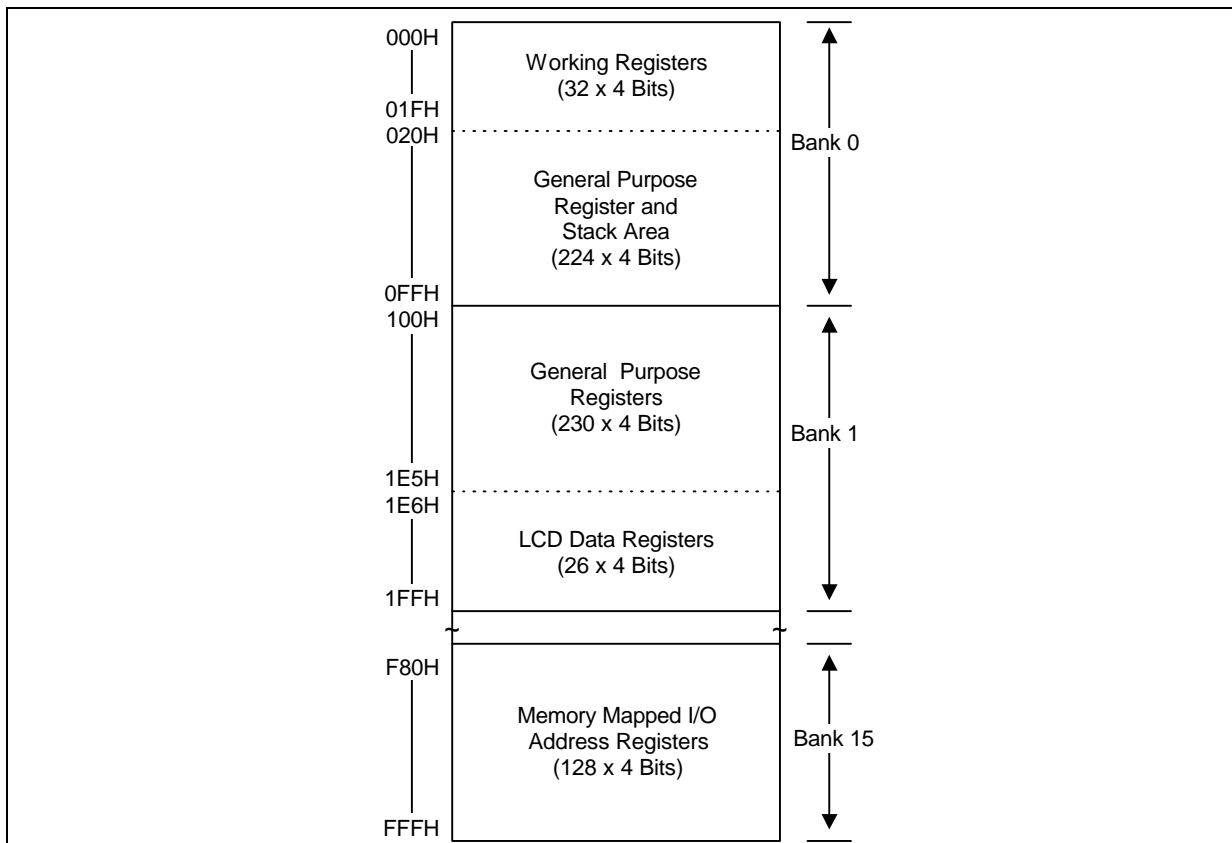 000H
Working Registers
(32 x 4 Bits)
01FH
020H
Bank 0
General Purpose
Register and
Stack Area
(224 x 4 Bits)
0FFH
100H
General Purpose
Registers
(230 x 4 Bits)
Bank 1
1E5H
1E6H
LCD Data Registers
(26 x 4 Bits)
1FFH
~ ~
F80H
Memory Mapped I/O
Address Registers
(128 x 4 Bits)
Bank 15
FFFH